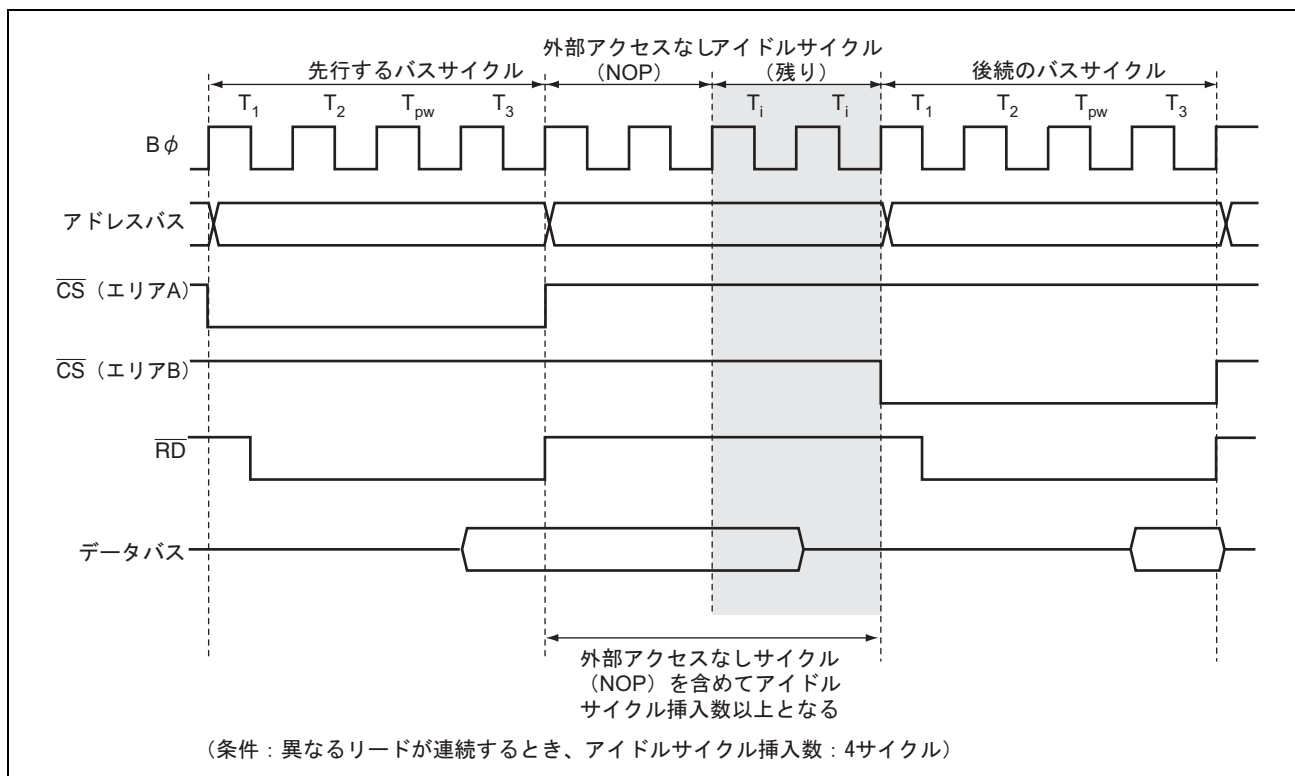 外部アクセスなしアイドルサイクル
先行するバスサイクル （NOP） （残り） 後続のバスサイクル
T1 T2 Tpw T3 Ti Ti T1 T2 Tpw T3
Bφ
アドレスバス
CS（エリアA）
CS（エリアB）
RD
データバス
外部アクセスなしサイクル
（NOP）を含めてアイドル
サイクル挿入数以上となる
（条件：異なるリードが連続するとき、アイドルサイクル挿入数：4サイクル）